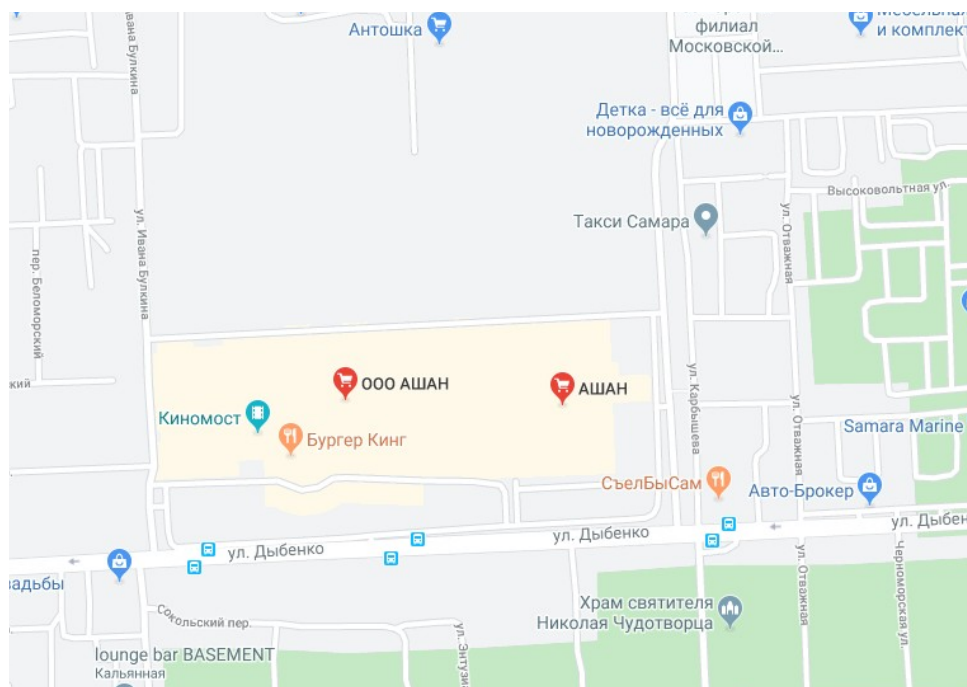 Антошка
филиал
Московской...
и комплект
Детка - всё для
новорожденных
Высоковольтная ул.
ул. Ивана Булкина
Такси Самара
ул. Отважная
пер. Беломорский
ул. Ивана Булкина
кий
ООО АШАН
АШАН
ул. Карбышева
ул. Отважная
Киномост
Бургер Кинг
Samara Marine
СъелБыСам
Авто-Брокер
ул. Дыбенко
ул. Дыбенко
ул. Дыбен
адьбы
Сокольский пер.
Храм святителя
Николая Чудотворца
ул. Отважная
Черноморская ул.
ул. Энтузи
lounge bar BASEMENT
Кальянная